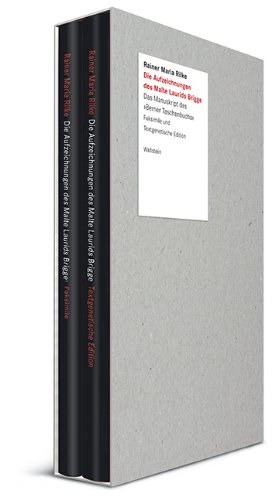 Rainer Maria Rilke Die Aufzeichnungen des Malte Laurids Brigge Faksimile
Rainer Maria Rilke Die Aufzeichnungen des Malte Laurids Brigge Textgenetische Edition
Rainer Maria Rilke
Die Aufzeichnungen
des Malte Laurids Brigge
Das Manuskript des
»Berner Taschenbuchs«
Faksimile und
Textgenetische Edition
Wallstein